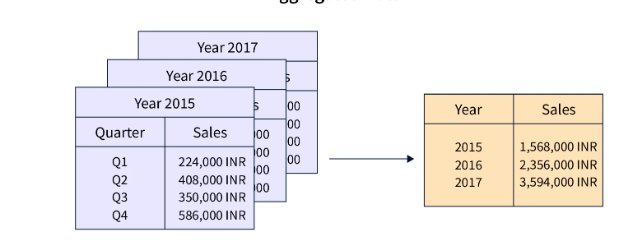 Year 2017
Year 2016
Year 2015
Quarter Sales
Q1 224,000 INR
Q2 408,000 INR
Q3 350,000 INR
Q4 586,000 INR
Year Sales
2015 1,568,000 INR
2016 2,356,000 INR
2017 3,594,000 INR